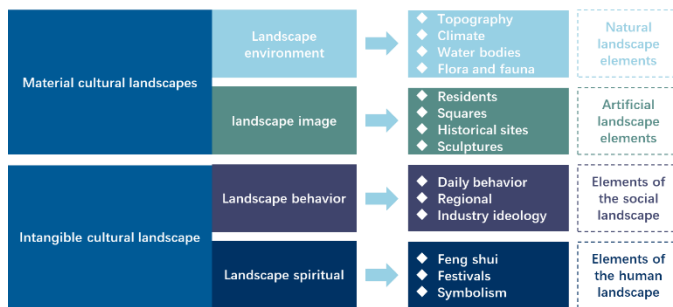 Material cultural landscapes
Landscape
environment
Topography
Climate
Water bodies
Flora and fauna
Natural
landscape
elements
landscape image
Residents
Squares
Historical sites
Sculptures
Artificial
landscape
elements
Intangible cultural landscape
Landscape behavior
Daily behavior
Regional
Industry ideology
Elements of
the social
landscape
Landscape spiritual
Feng shui
Festivals
Symbolism
Elements of
the human
landscape